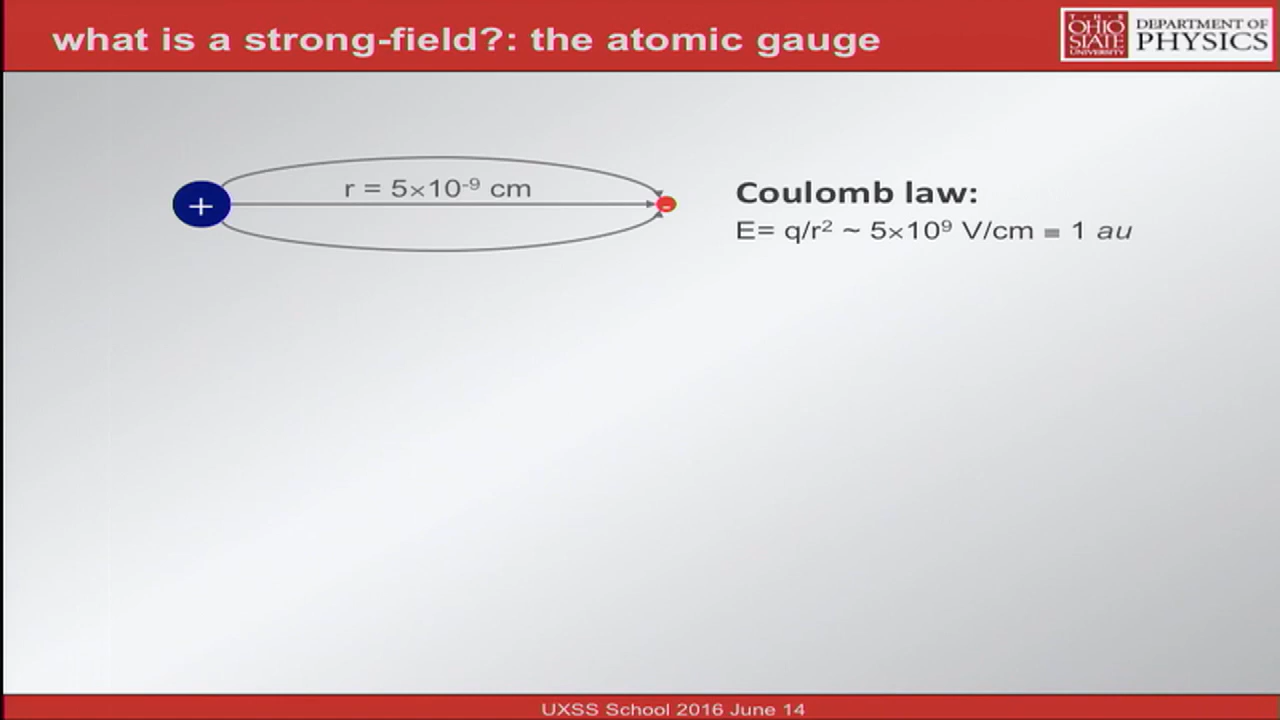 what is a strong-field?: the atomic gauge
T·H·E
OHIO
STATE
UNIVERSITY
DEPARTMENT OF
PHYSICS
r = 5×10⁻⁹ cm
+
-
Coulomb law:
E= q/r² ~ 5×10⁹ V/cm ≡ 1 au
UXSS School 2016 June 14